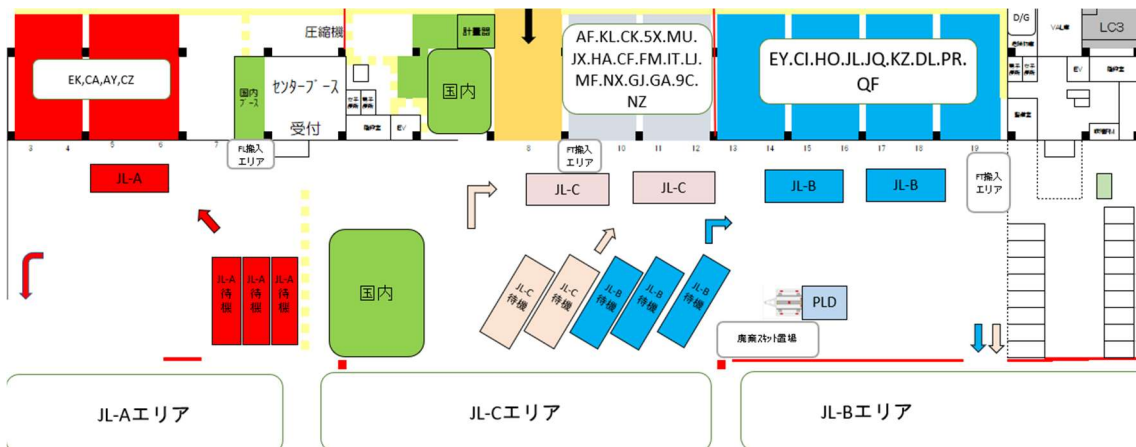 圧縮機
計量器
D/G
VAL庫
LC3
EK,CA,AY,CZ
国内
ブース
センターブース
受付
EV
国内
AF.KL.CK.5X.MU.
JX.HA.CF.FM.IT.LJ.
MF.NX.GJ.GA.9C.
NZ
EY.CI.HO.JL.JQ.KZ.DL.PR.
QF
EV
3
4
5
6
7
8
10
11
12
13
14
15
16
17
18
19
FL搬入
エリア
FT搬入
エリア
FT搬入
エリア
JL-A
JL-C
JL-C
JL-B
JL-B
JL-A
待機
JL-A
待機
JL-A
待機
国内
JL-C
待機
JL-C
待機
JL-B
待機
JL-B
待機
JL-B
待機
PLD
廃棄スキット置場
JL-Aエリア
JL-Cエリア
JL-Bエリア